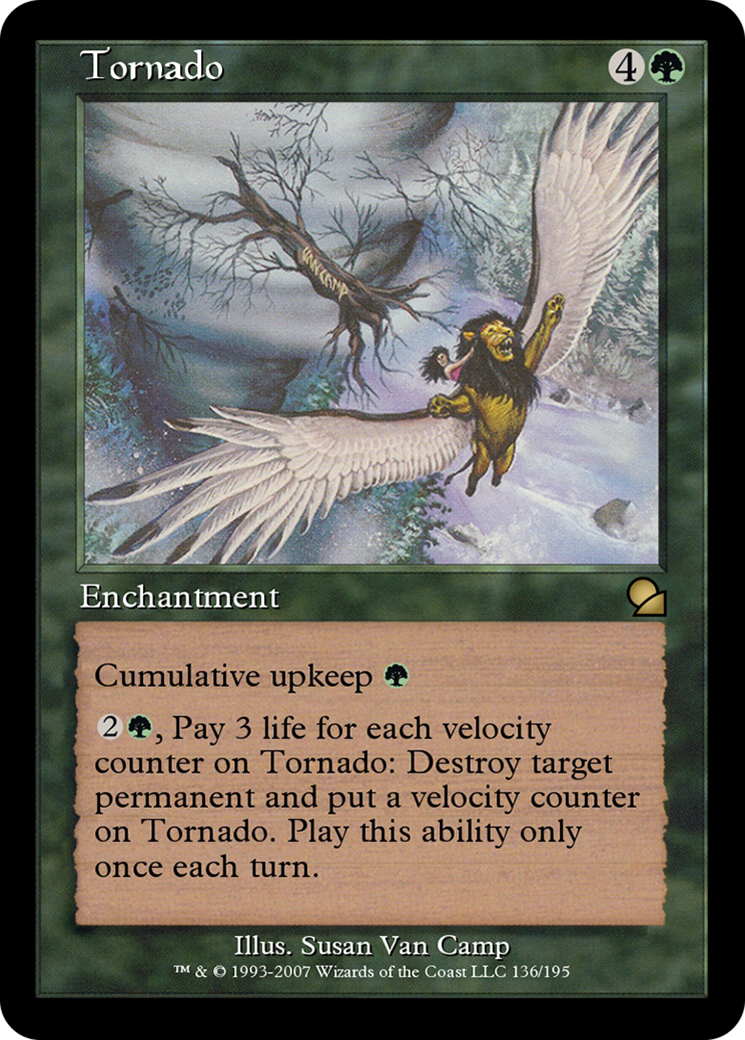 Tornado 4
VAN CAMP
Enchantment
Cumulative upkeep
2, Pay 3 life for each velocity
counter on Tornado: Destroy target
permanent and put a velocity counter
on Tornado. Play this ability only
once each turn.
Illus. Susan Van Camp
™ & © 1993-2007 Wizards of the Coast LLC 136/195